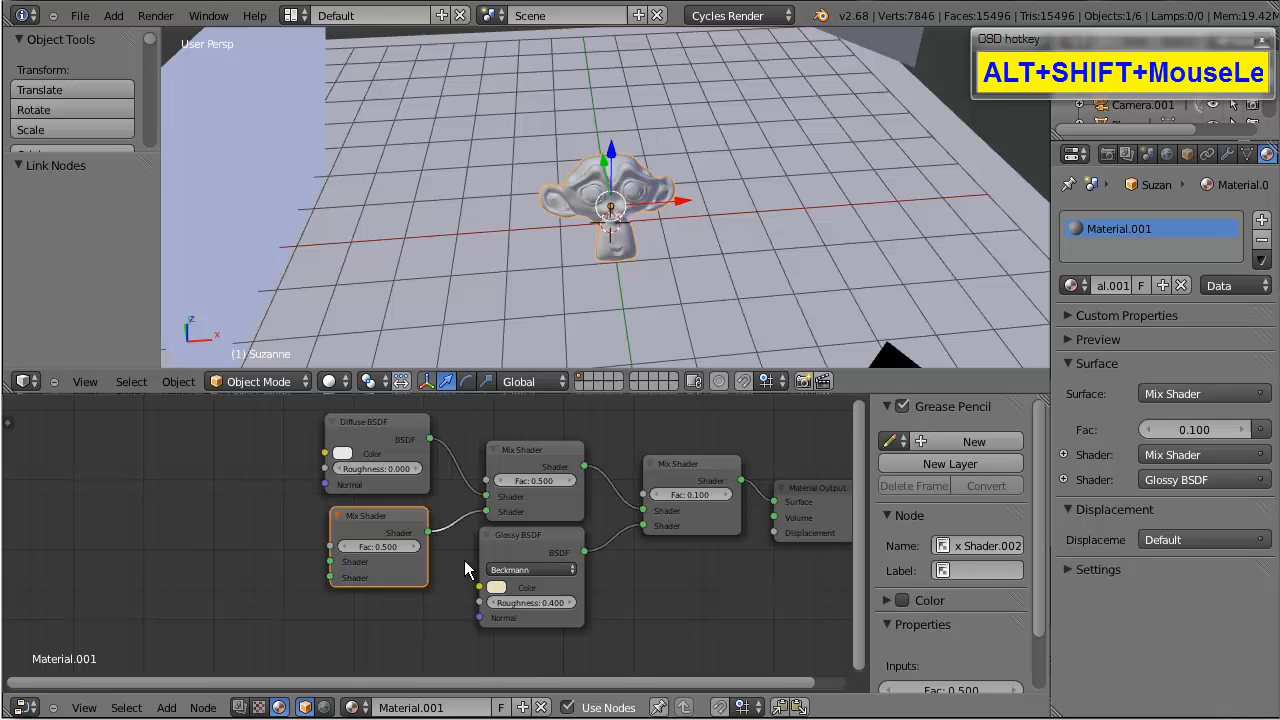 File Add Render Window Help Default Scene Cycles Render v2.68 | Verts:7846 | Faces:15496 | Tris:15496 | Objects:1/6 | Lamps:0/0 | Mem:19.42M
Object Tools
Transform:
Translate
Rotate
Scale
Link Nodes
User Persp
OSD hotkey
ALT+SHIFT+MouseLe
Camera.001
z
x
(1) Suzanne
View Select Object Object Mode Global
Suzan Material.0
Material.001
al.001 F Data
Custom Properties
Preview
Surface
Surface: Mix Shader
Fac: 0.100
Shader: Mix Shader
Shader: Glossy BSDF
Displacement
Displaceme Default
Settings
Diffuse BSDF
BSDF
Color
Roughness: 0.000
Normal
Mix Shader
Shader
Fac: 0.500
Shader
Shader
Mix Shader
Shader
Fac: 0.500
Shader
Shader
Glossy BSDF
BSDF
Beckmann
Color
Roughness: 0.400
Normal
Mix Shader
Shader
Fac: 0.100
Shader
Shader
Material Output
Surface
Volume
Displacement
Material.001
Grease Pencil
New
New Layer
Delete Frame Convert
Node
Name: x Shader.002
Label:
Color
Properties
Inputs:
Fac: 0.500
View Select Add Node Material.001 F Use Nodes